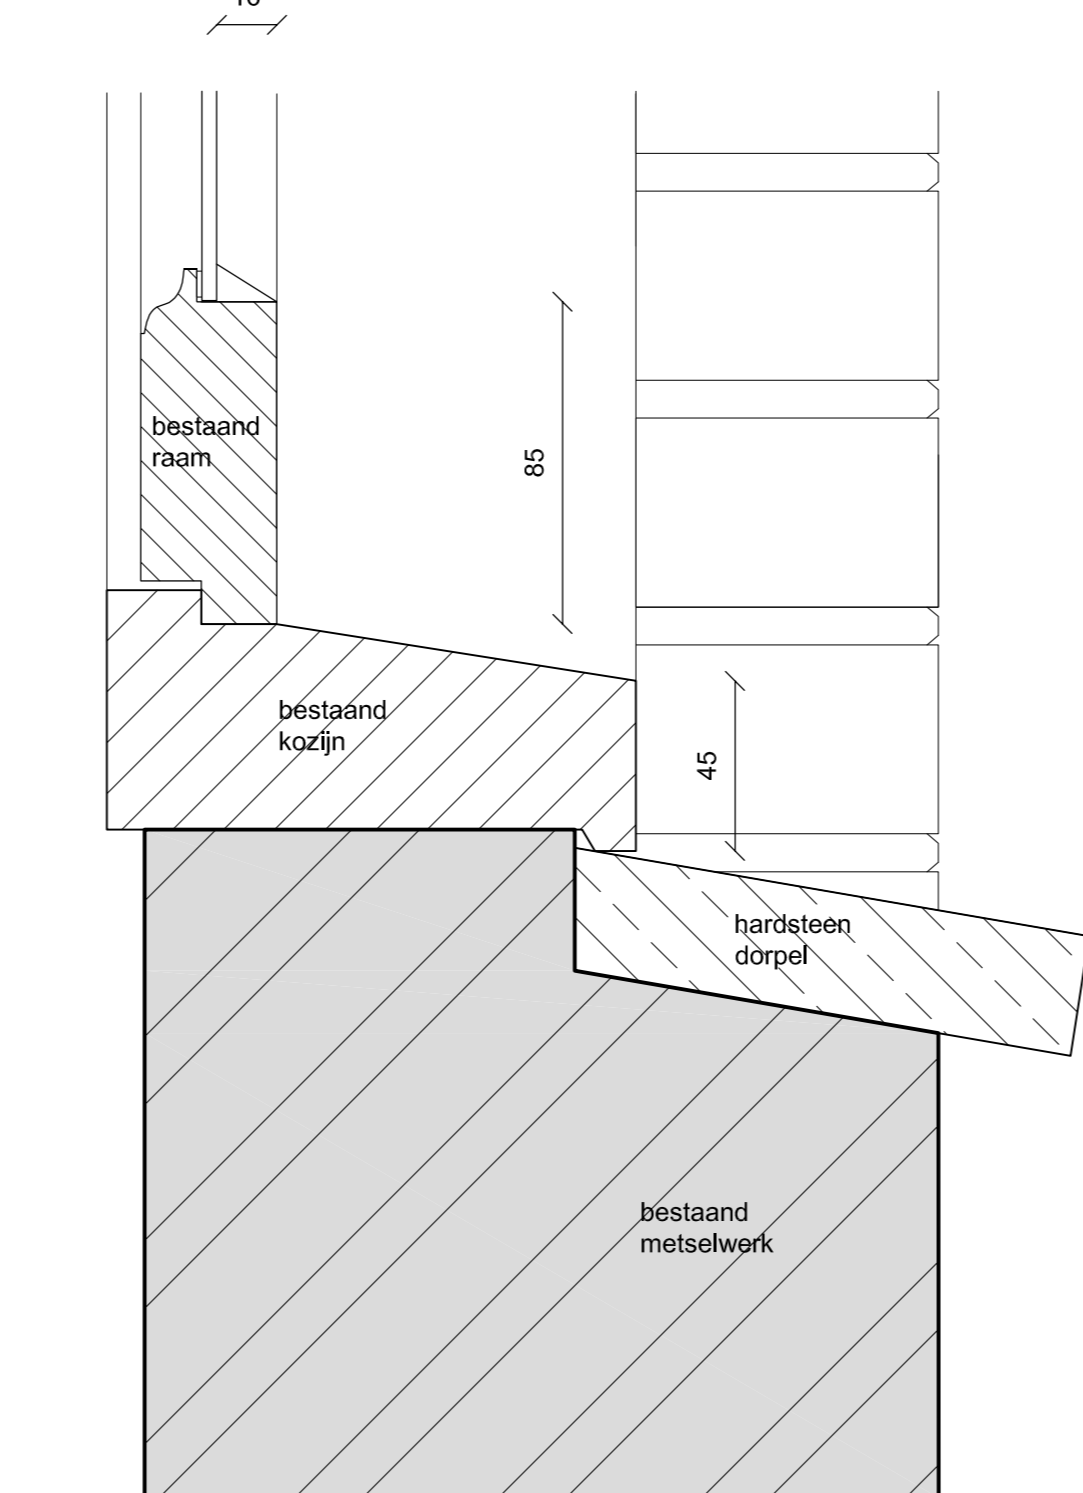 bestaand
raam
85
bestaand
kozijn
45
hardsteen
dorpel
bestaand
metselwerk